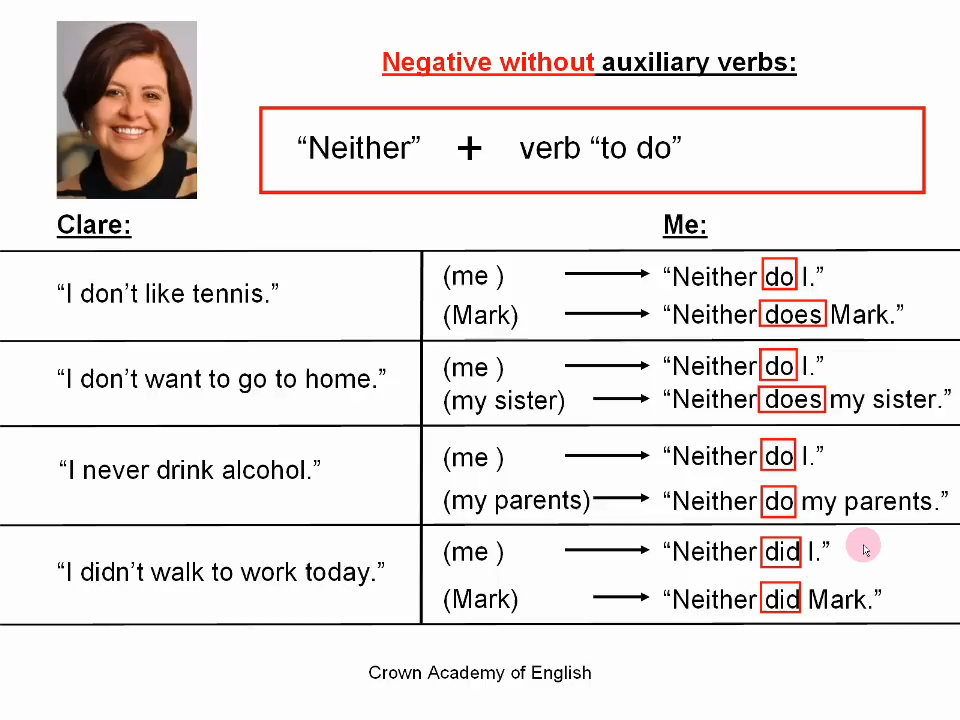 Negative without auxiliary verbs:
“Neither” + verb “to do”
Clare: Me:
“I don’t like tennis.”
(me ) “Neither do I.”
(Mark) “Neither does Mark.”
“I don’t want to go to home.”
(me ) “Neither do I.”
(my sister) “Neither does my sister.”
“I never drink alcohol.”
(me ) “Neither do I.”
(my parents) “Neither do my parents.”
“I didn’t walk to work today.”
(me ) “Neither did I.”
(Mark) “Neither did Mark.”
Crown Academy of English